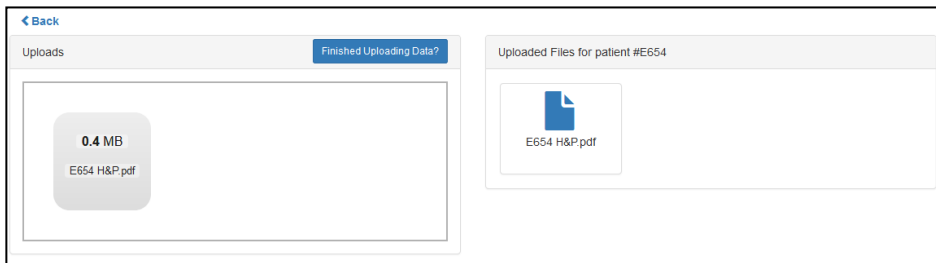 Back
Uploads
Finished Uploading Data?
0.4 MB
E654 H&P.pdf
Uploaded Files for patient #E654
E654 H&P.pdf